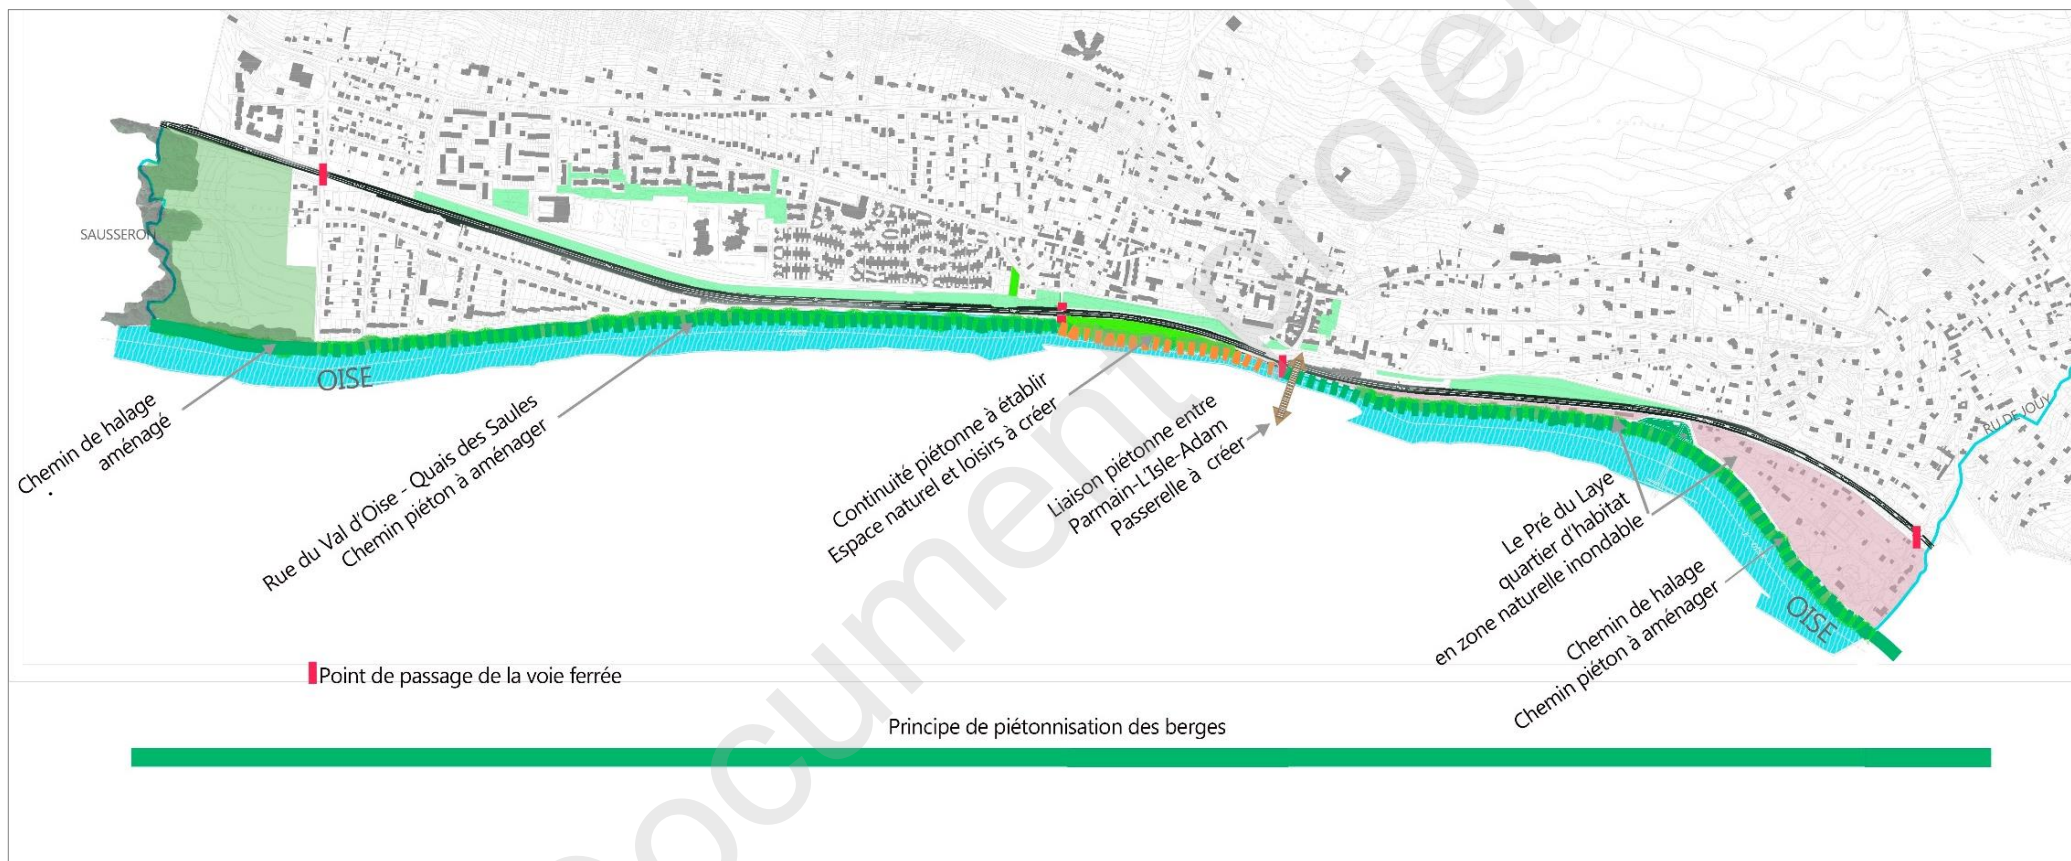 SAUSSERON
OISE
Chemin de halage
aménagé
Rue du Val d'Oise - Quais des Saules
Chemin piéton à aménager
Continuité piétonne à établir
Espace naturel et loisirs à créer
Liaison piétonne entre
Parmain-L'Isle-Adam
Passerelle à créer
Le Pré du Laye
quartier d'habitat
en zone naturelle inondable
Chemin de halage
Chemin piéton à aménager
OISE
RU DE JOUY
Point de passage de la voie ferrée
Principe de piétonnisation des berges
Document projet